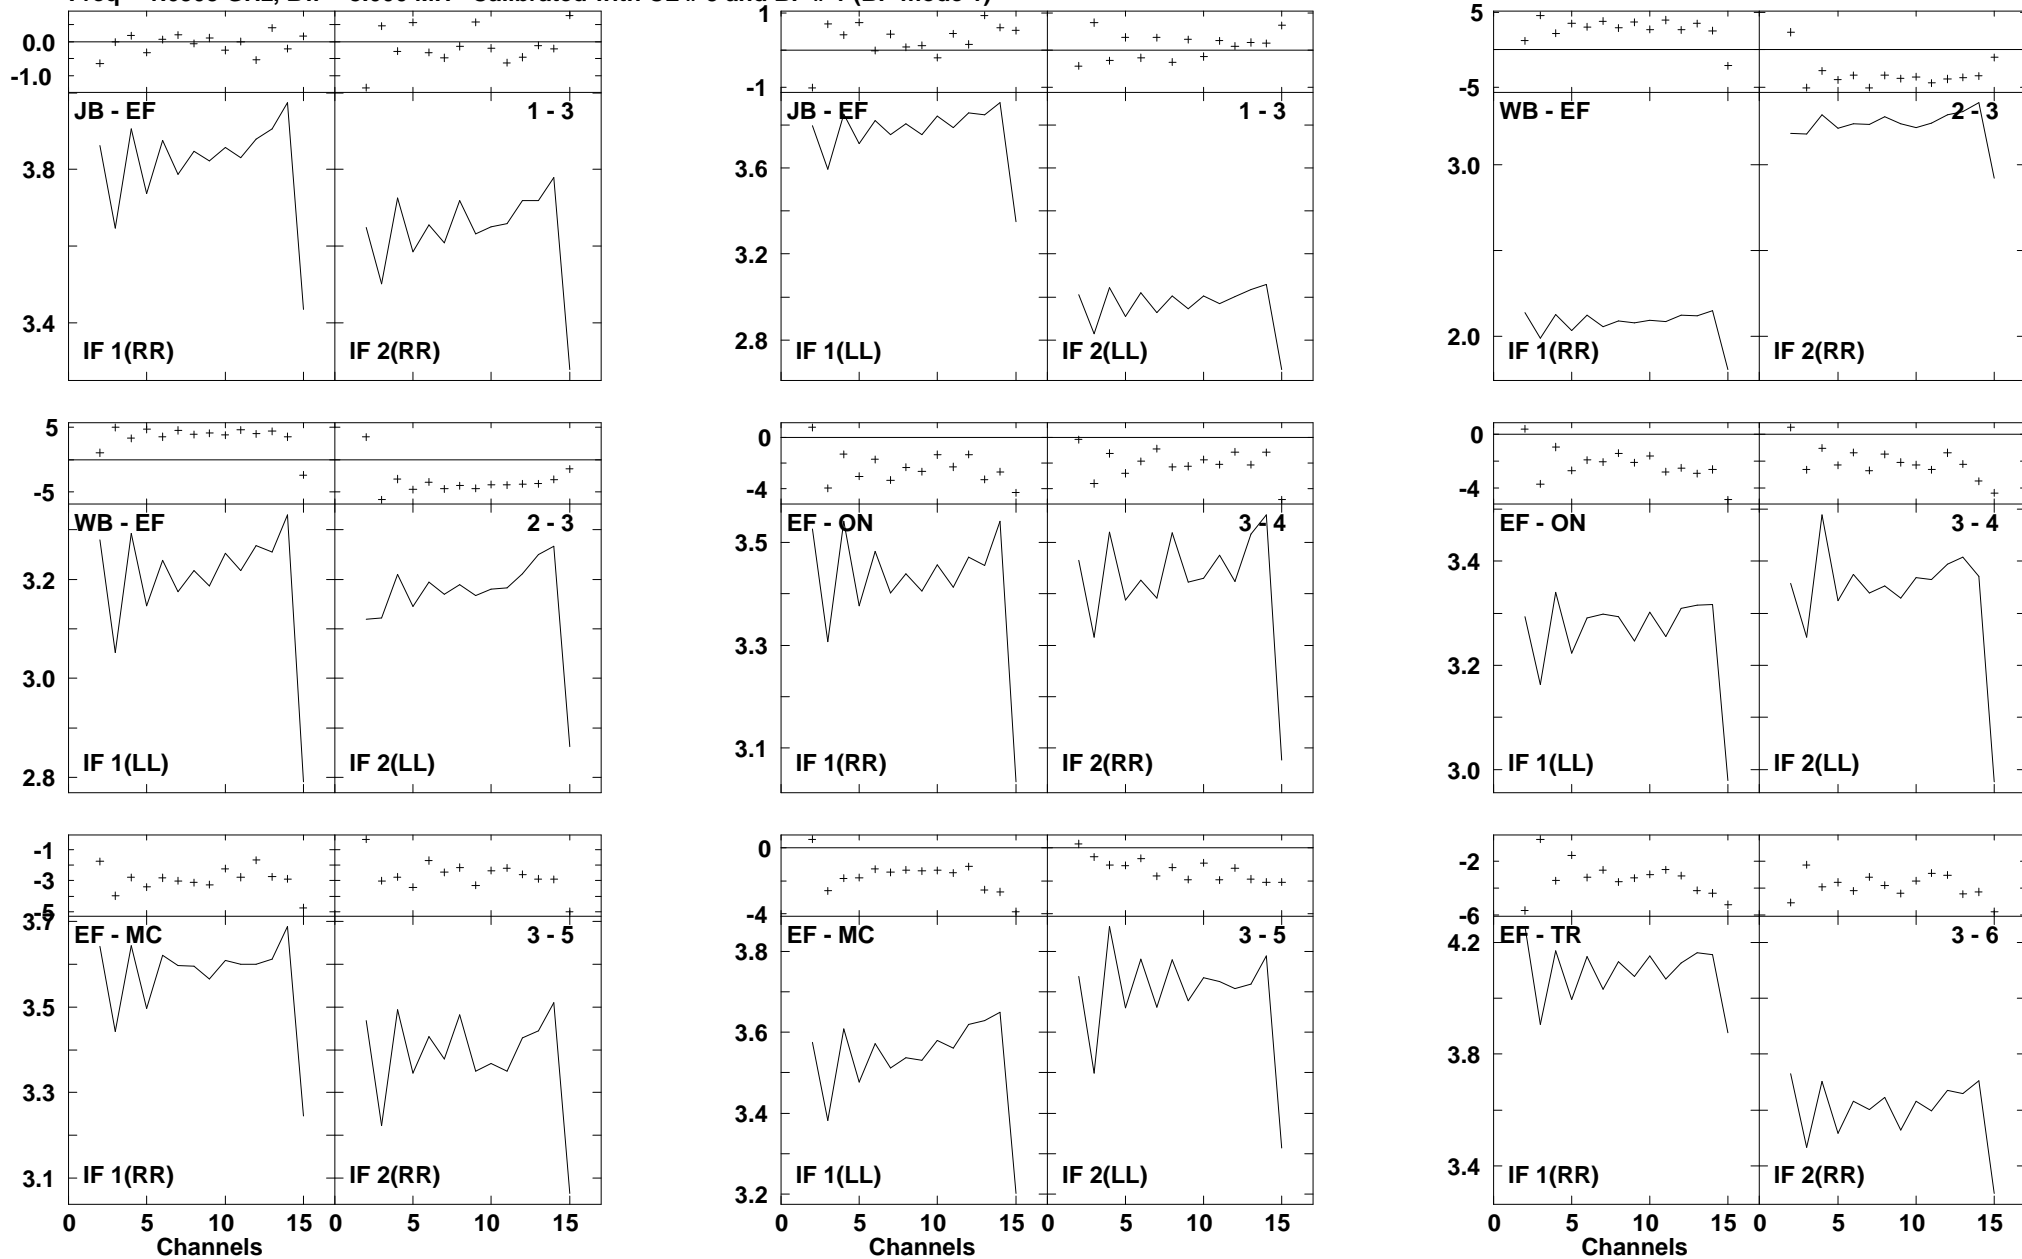 0.0
-1.0
JB - EF 1 - 3
3.8
3.4
IF 1(RR) IF 2(RR)
1
-1
JB - EF 1 - 3
3.6
3.2
2.8
IF 1(LL) IF 2(LL)
5
-5
WB - EF 2 - 3
3.0
2.0
IF 1(RR) IF 2(RR)
5
-5
WB - EF 2 - 3
3.2
3.0
2.8
IF 1(LL) IF 2(LL)
0
-4
EF - ON 3 - 4
3.5
3.3
3.1
IF 1(RR) IF 2(RR)
0
-4
EF - ON 3 - 4
3.4
3.2
3.0
IF 1(LL) IF 2(LL)
-1
-3
-5
3.7
EF - MC 3 - 5
3.5
3.3
3.1
IF 1(RR) IF 2(RR)
0 5 10 15 0 5 10 15
Channels
0
-4
EF - MC 3 - 5
3.8
3.6
3.4
3.2
IF 1(LL) IF 2(LL)
0 5 10 15 0 5 10 15
Channels
-2
-6
EF - TR 3 - 6
4.2
3.8
3.4
IF 1(RR) IF 2(RR)
0 5 10 15 0 5 10 15
Channels